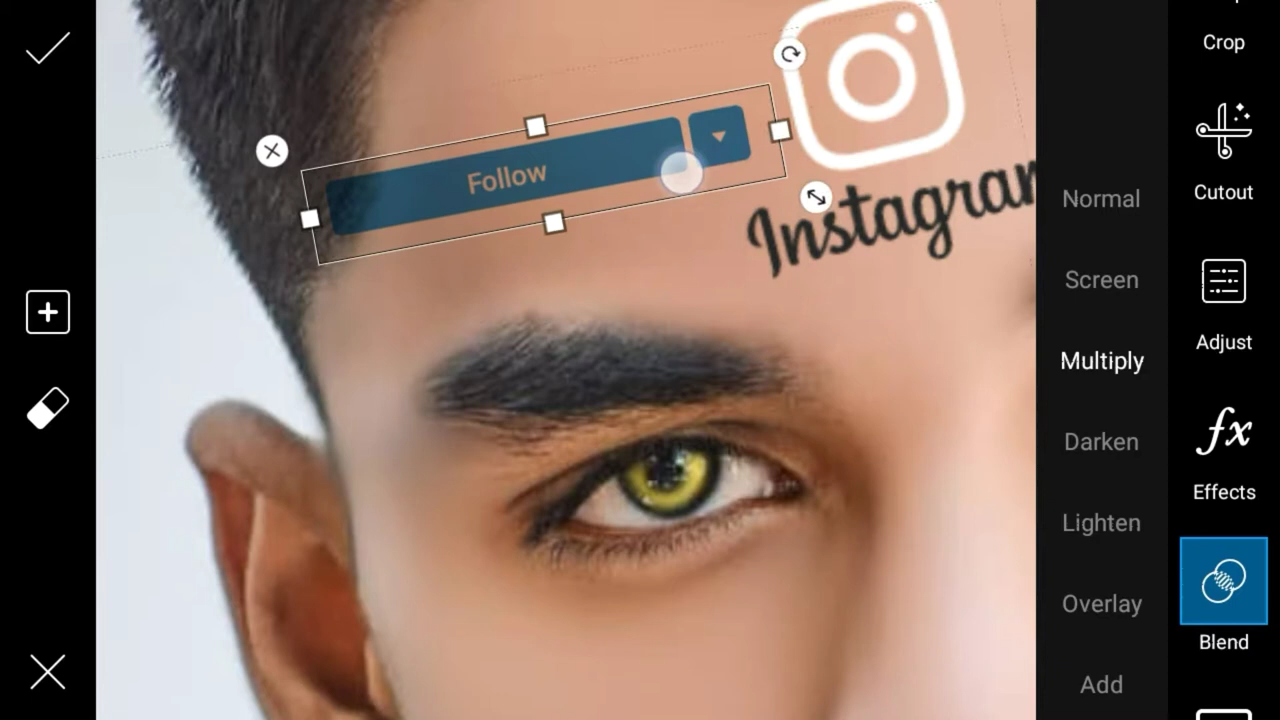 Crop
Cutout
Follow
Instagram
Normal
Screen
Adjust
Multiply
Darken
Effects
Lighten
Overlay
Blend
Add